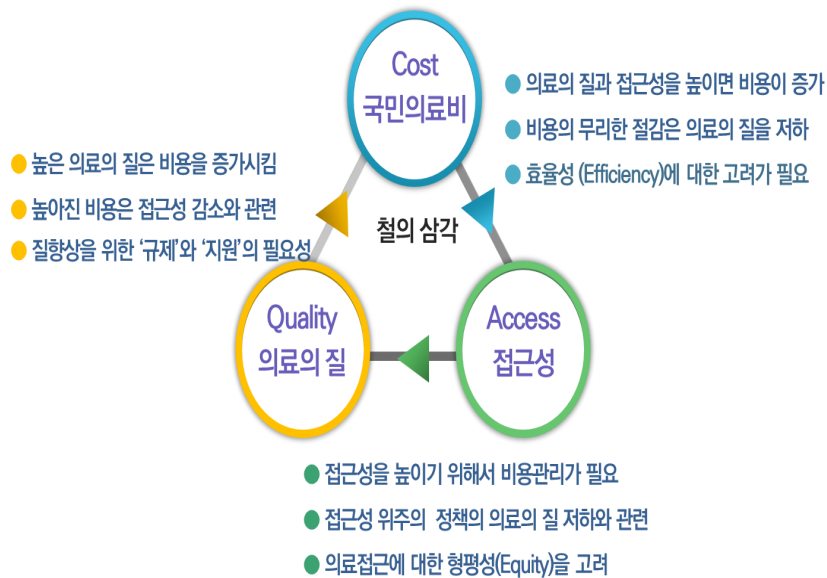 Cost
국민의료비
의료의 질과 접근성을 높이면 비용이 증가
비용의 무리한 절감은 의료의 질을 저하
효율성 (Efficiency)에 대한 고려가 필요
높은 의료의 질은 비용을 증가시킴
높아진 비용은 접근성 감소와 관련
질향상을 위한 ‘규제’와 ‘지원’의 필요성
철의 삼각
Quality
의료의 질
Access
접근성
접근성을 높이기 위해서 비용관리가 필요
접근성 위주의 정책의 의료의 질 저하와 관련
의료접근에 대한 형평성(Equity)을 고려